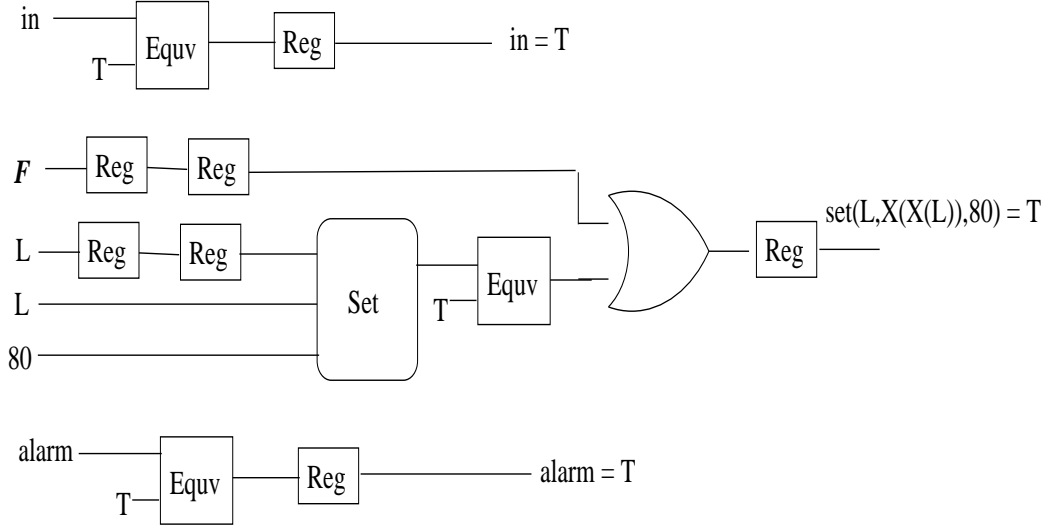 in
Equv
T
Reg
in = T
F
Reg
Reg
L
Reg
Reg
L
80
Set
T
Equv
Reg
set(L,X(X(L)),80) = T
alarm
Equv
T
Reg
alarm = T